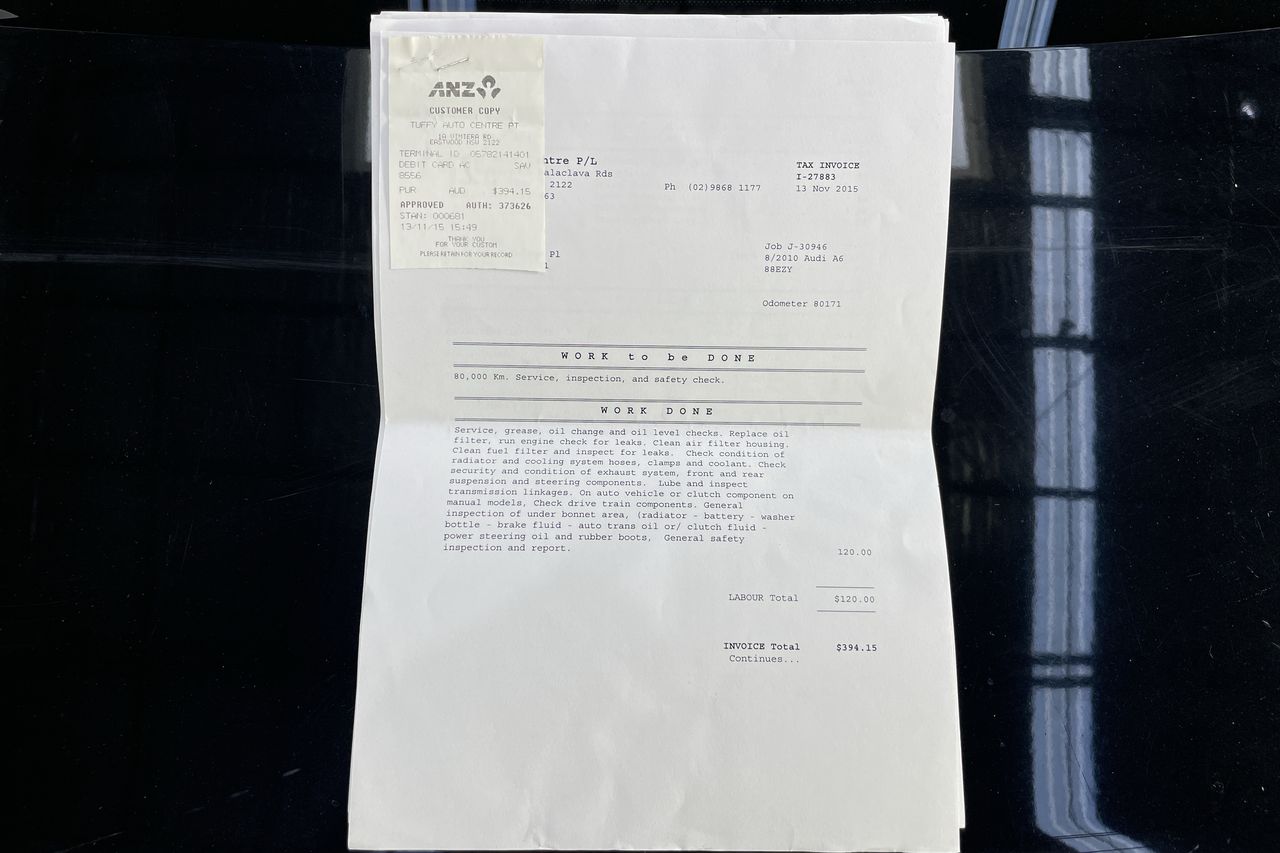 ANZ
CUSTOMER COPY
TUFFY AUTO CENTRE PT
EASTWOOD NSW 2122
TERMINAL ID 06782141401
DEBIT CARD AC SAV
8556
PUR AUD $394.15
APPROVED AUTH: 373626
STAN: 000681
13/11/15 15:49
THANK YOU
FOR YOUR CUSTOM
PLEASE RETAIN FOR YOUR RECORD
ntre P/L
alaclava Rds
2122
63
Ph (02)9868 1177
TAX INVOICE
I-27883
13 Nov 2015
Pl
Job J-30946
8/2010 Audi A6
88EZY
Odometer 80171
WORK to be DONE
80,000 Km. Service, inspection, and safety check.
WORK DONE
Service, grease, oil change and oil level checks. Replace oil
filter, run engine check for leaks. Clean air filter housing.
Clean fuel filter and inspect for leaks. Check condition of
radiator and cooling system hoses, clamps and coolant. Check
security and condition of exhaust system, front and rear
suspension and steering components. Lube and inspect
transmission linkages. On auto vehicle or clutch component on
manual models, Check drive train components. General
inspection of under bonnet area, (radiator - battery - washer
bottle - brake fluid - auto trans oil or/ clutch fluid -
power steering oil and rubber boots, General safety
inspection and report. 120.00
LABOUR Total $120.00
INVOICE Total $394.15
Continues...